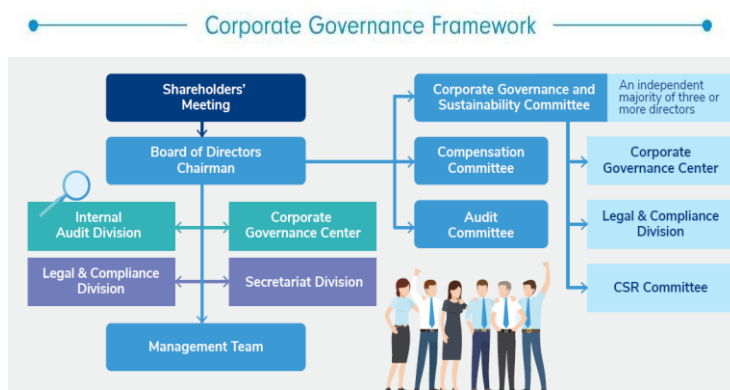 Corporate Governance Framework
Shareholders'
Meeting
Board of Directors
Chairman
Internal
Audit Division
Corporate
Governance Center
Legal & Compliance
Division
Secretariat Division
Management Team
Corporate Governance and
Sustainability Committee
An independent
majority of three or
more directors
Compensation
Committee
Audit
Committee
Corporate
Governance Center
Legal & Compliance
Division
CSR Committee